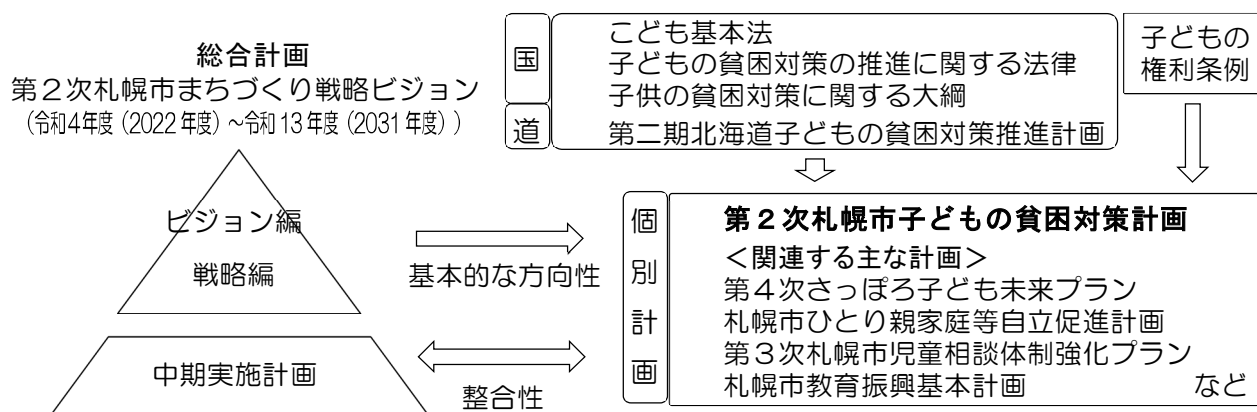 総合計画
第２次札幌市まちづくり戦略ビジョン
（令和４年度（2022年度）～令和13年度（2031年度））
ビジョン編
戦略編
中期実施計画
基本的な方向性
整合性
国
こども基本法
子どもの貧困対策の推進に関する法律
子供の貧困対策に関する大綱
道
第二期北海道子どもの貧困対策推進計画
子どもの
権利条例
個別計画
第２次札幌市子どもの貧困対策計画
＜関連する主な計画＞
第４次さっぽろ子ども未来プラン
札幌市ひとり親家庭等自立促進計画
第３次札幌市児童相談体制強化プラン
札幌市教育振興基本計画　など